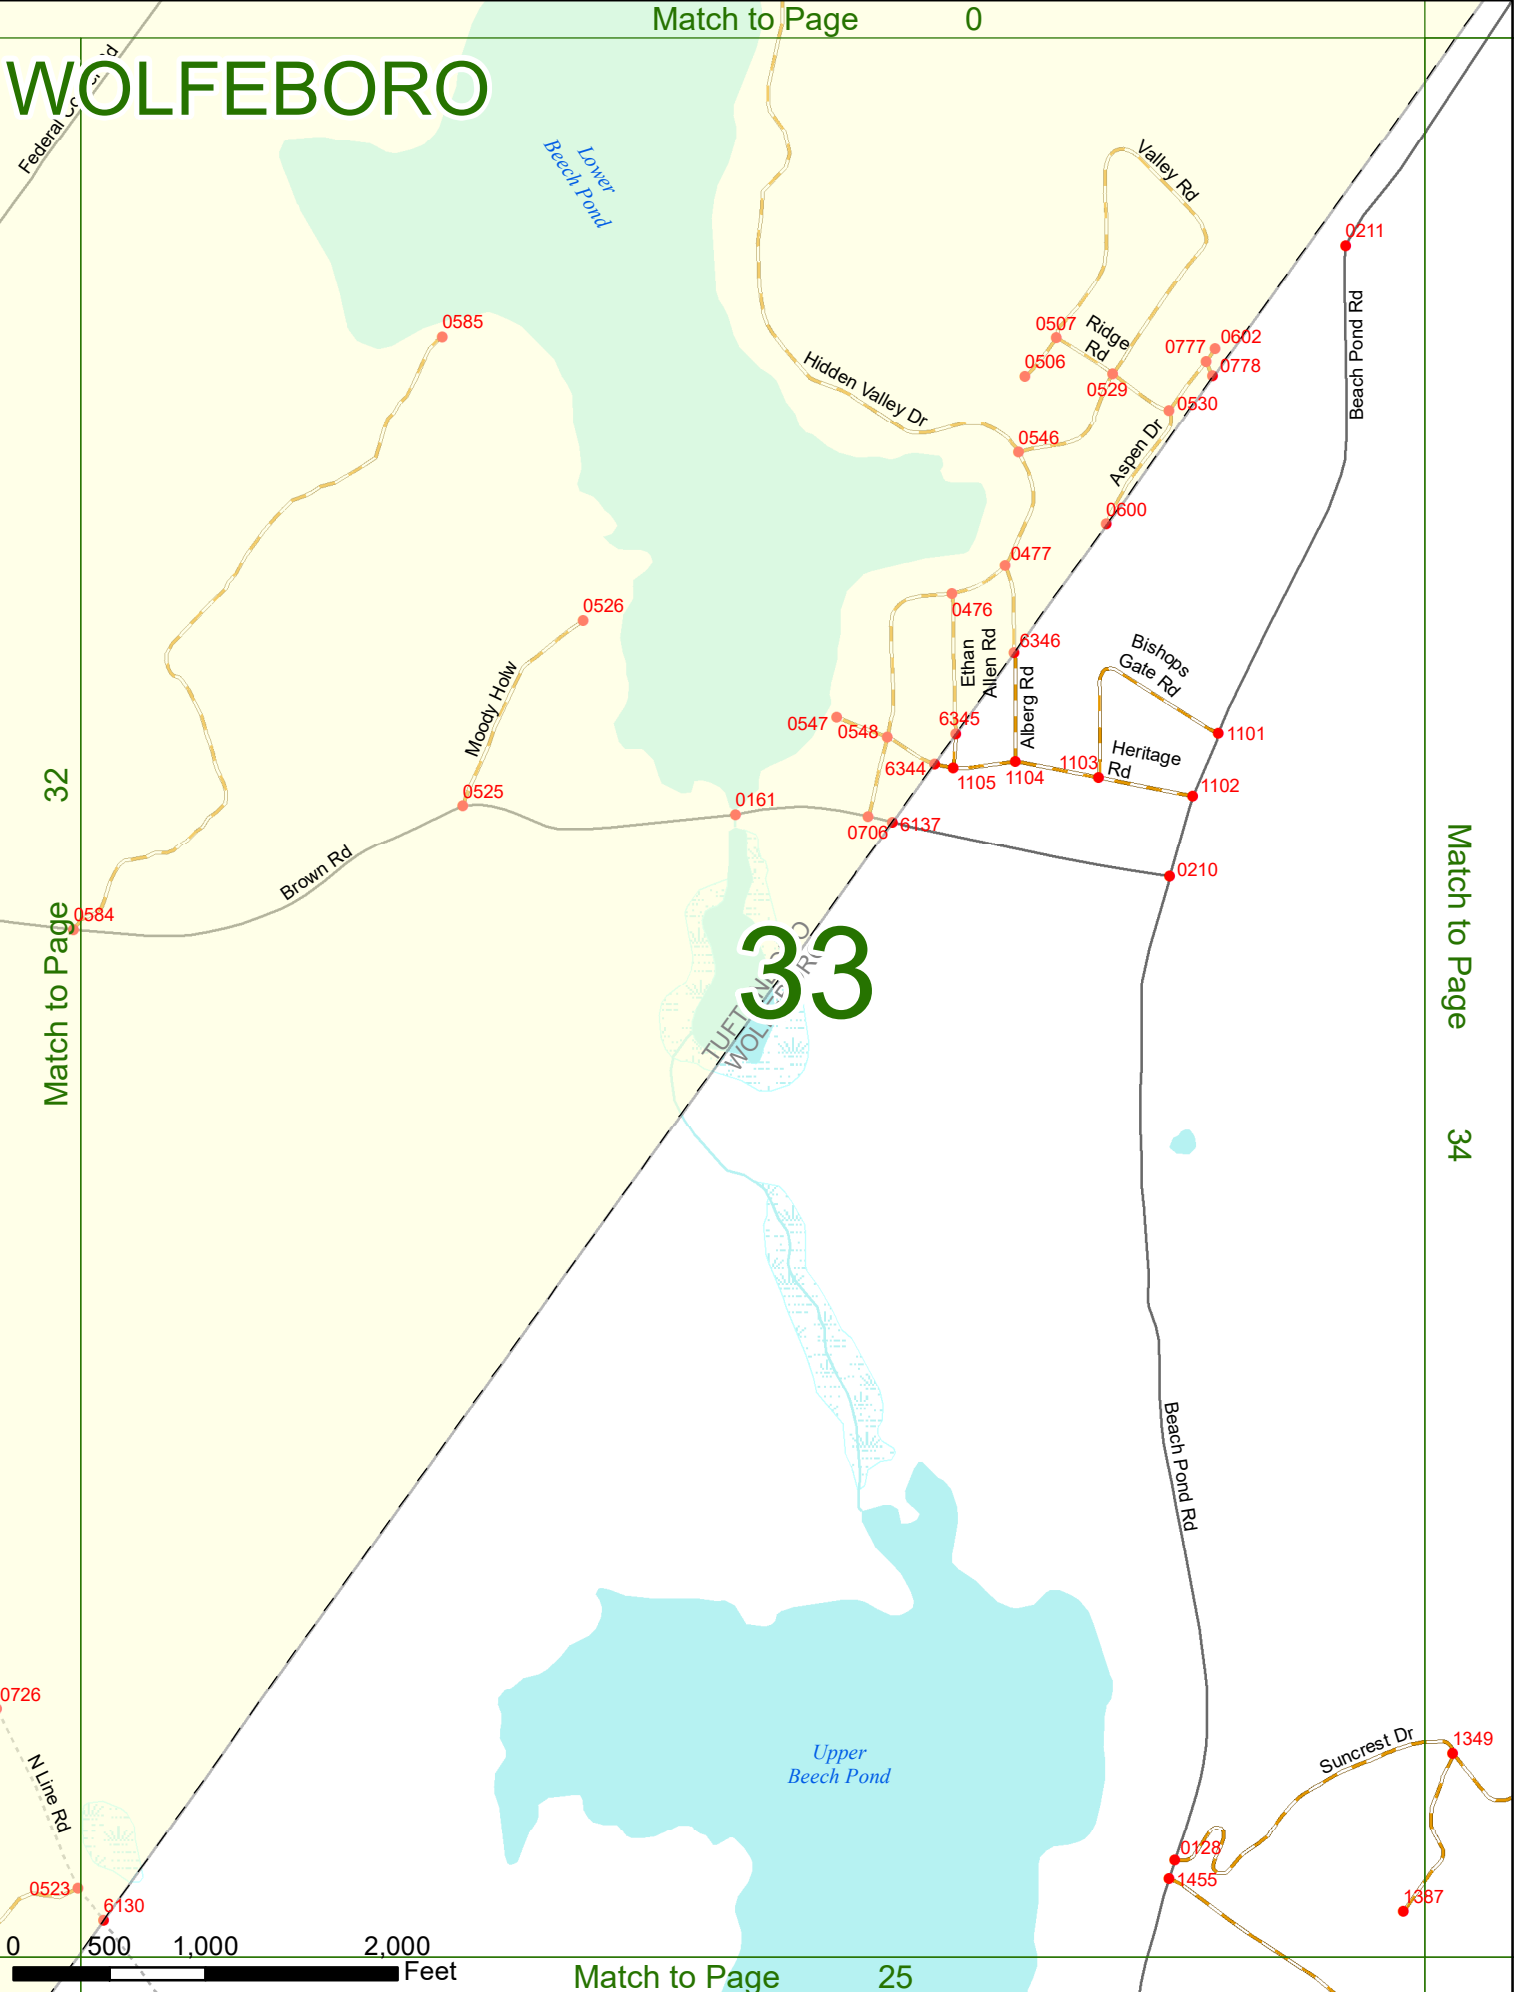 Match to Page 0
WOLFEBORO
Lower
Beech Pond
Valley Rd
0211
Beach Pond Rd
0585
0507
Ridge
Rd
0602
0777
0778
0506
0529
0530
Hidden Valley Dr
0546
Aspen Dr
0600
0477
0476
0526
Ethan
Allen Rd
6346
Bishops
Gate Rd
Alberg Rd
Moody Holw
0547
0548
6345
1101
Heritage
Rd
6344
1105
1104
1103
1102
0525
0161
0706
6137
0210
Brown Rd
0584
Match to Page 32
33
Match to Page 34
Beach Pond Rd
0726
N Line Rd
Upper
Beech Pond
Suncrest Dr
1349
0128
1455
1387
0523
6130
0 500 1,000 2,000
Feet
Match to Page 25